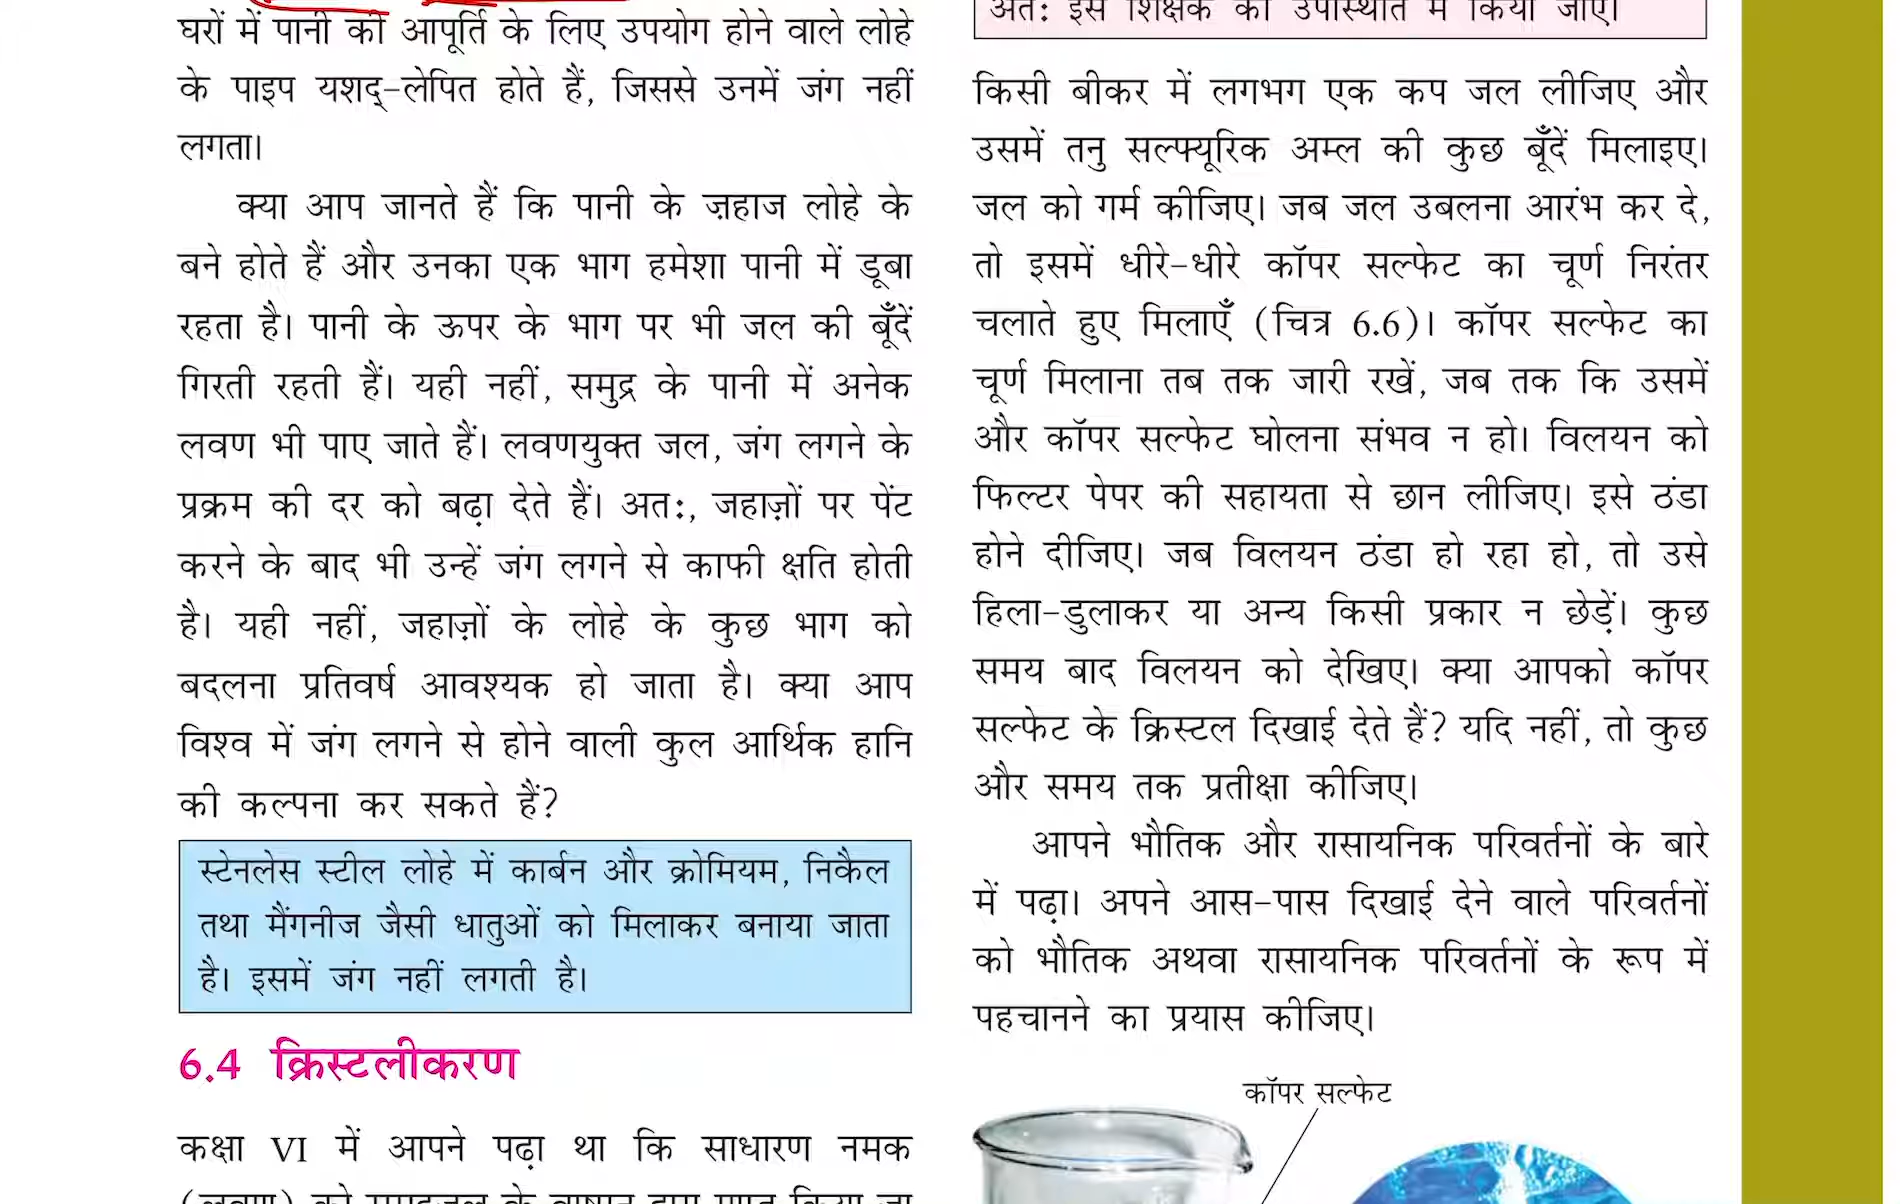 घरों में पानी की आपूर्ति के लिए उपयोग होने वाले लोहे
के पाइप यशद्-लेपित होते हैं, जिससे उनमें जंग नहीं
लगता।
क्या आप जानते हैं कि पानी के ज़हाज लोहे के
बने होते हैं और उनका एक भाग हमेशा पानी में डूबा
रहता है। पानी के ऊपर के भाग पर भी जल की बूँदें
गिरती रहती हैं। यही नहीं, समुद्र के पानी में अनेक
लवण भी पाए जाते हैं। लवणयुक्त जल, जंग लगने के
प्रक्रम की दर को बढ़ा देते हैं। अतः, जहाज़ों पर पेंट
करने के बाद भी उन्हें जंग लगने से काफी क्षति होती
है। यही नहीं, जहाज़ों के लोहे के कुछ भाग को
बदलना प्रतिवर्ष आवश्यक हो जाता है। क्या आप
विश्व में जंग लगने से होने वाली कुल आर्थिक हानि
की कल्पना कर सकते हैं?
स्टेनलेस स्टील लोहे में कार्बन और क्रोमियम, निकैल
तथा मैंगनीज जैसी धातुओं को मिलाकर बनाया जाता
है। इसमें जंग नहीं लगती है।
6.4 क्रिस्टलीकरण
कक्षा VI में आपने पढ़ा था कि साधारण नमक
अतः इसे शिक्षक की उपस्थिति में किया जाए।
किसी बीकर में लगभग एक कप जल लीजिए और
उसमें तनु सल्फ्यूरिक अम्ल की कुछ बूँदें मिलाइए।
जल को गर्म कीजिए। जब जल उबलना आरंभ कर दे,
तो इसमें धीरे-धीरे कॉपर सल्फेट का चूर्ण निरंतर
चलाते हुए मिलाएँ (चित्र 6.6)। कॉपर सल्फेट का
चूर्ण मिलाना तब तक जारी रखें, जब तक कि उसमें
और कॉपर सल्फेट घोलना संभव न हो। विलयन को
फिल्टर पेपर की सहायता से छान लीजिए। इसे ठंडा
होने दीजिए। जब विलयन ठंडा हो रहा हो, तो उसे
हिला-डुलाकर या अन्य किसी प्रकार न छेड़ें। कुछ
समय बाद विलयन को देखिए। क्या आपको कॉपर
सल्फेट के क्रिस्टल दिखाई देते हैं? यदि नहीं, तो कुछ
और समय तक प्रतीक्षा कीजिए।
आपने भौतिक और रासायनिक परिवर्तनों के बारे
में पढ़ा। अपने आस-पास दिखाई देने वाले परिवर्तनों
को भौतिक अथवा रासायनिक परिवर्तनों के रूप में
पहचानने का प्रयास कीजिए।
कॉपर सल्फेट